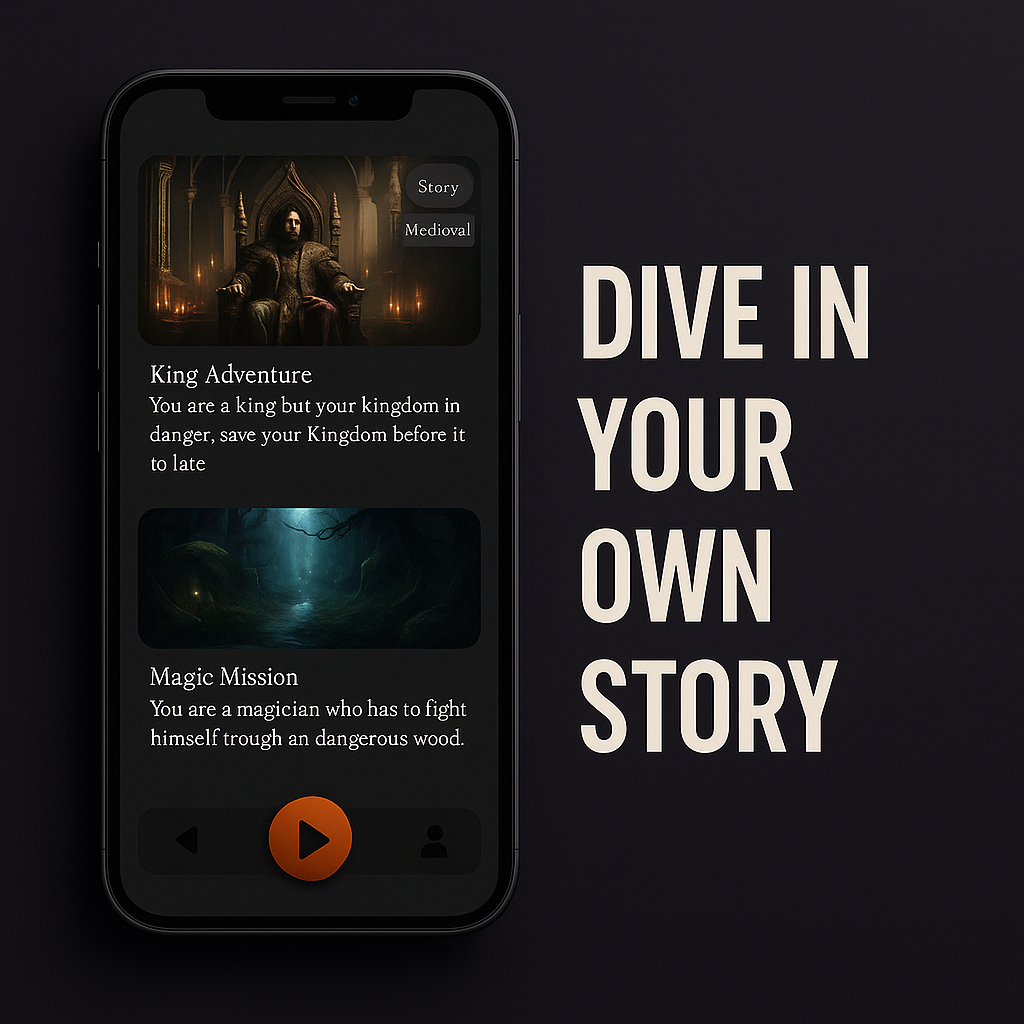 Story
Medioval
King Adventure
You are a king but your kingdom in
danger, save your Kingdom before it
to late
Magic Mission
You are a magician who has to fight
himself trough an dangerous wood.
DIVE IN
YOUR
OWN
STORY